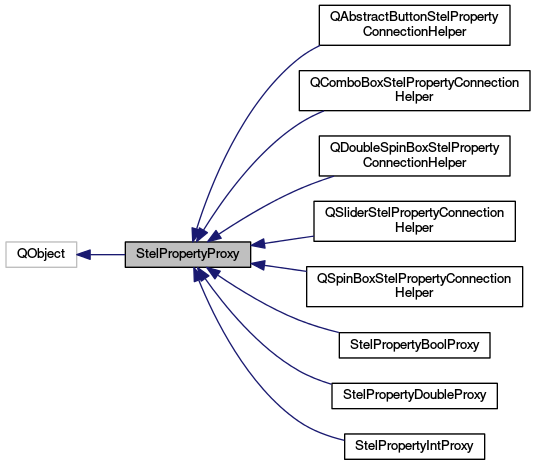 QAbstractButtonStelProperty
ConnectionHelper
QComboBoxStelPropertyConnection
Helper
QDoubleSpinBoxStelProperty
ConnectionHelper
QSliderStelPropertyConnection
Helper
QObject
StelPropertyProxy
QSpinBoxStelPropertyConnection
Helper
StelPropertyBoolProxy
StelPropertyDoubleProxy
StelPropertyIntProxy